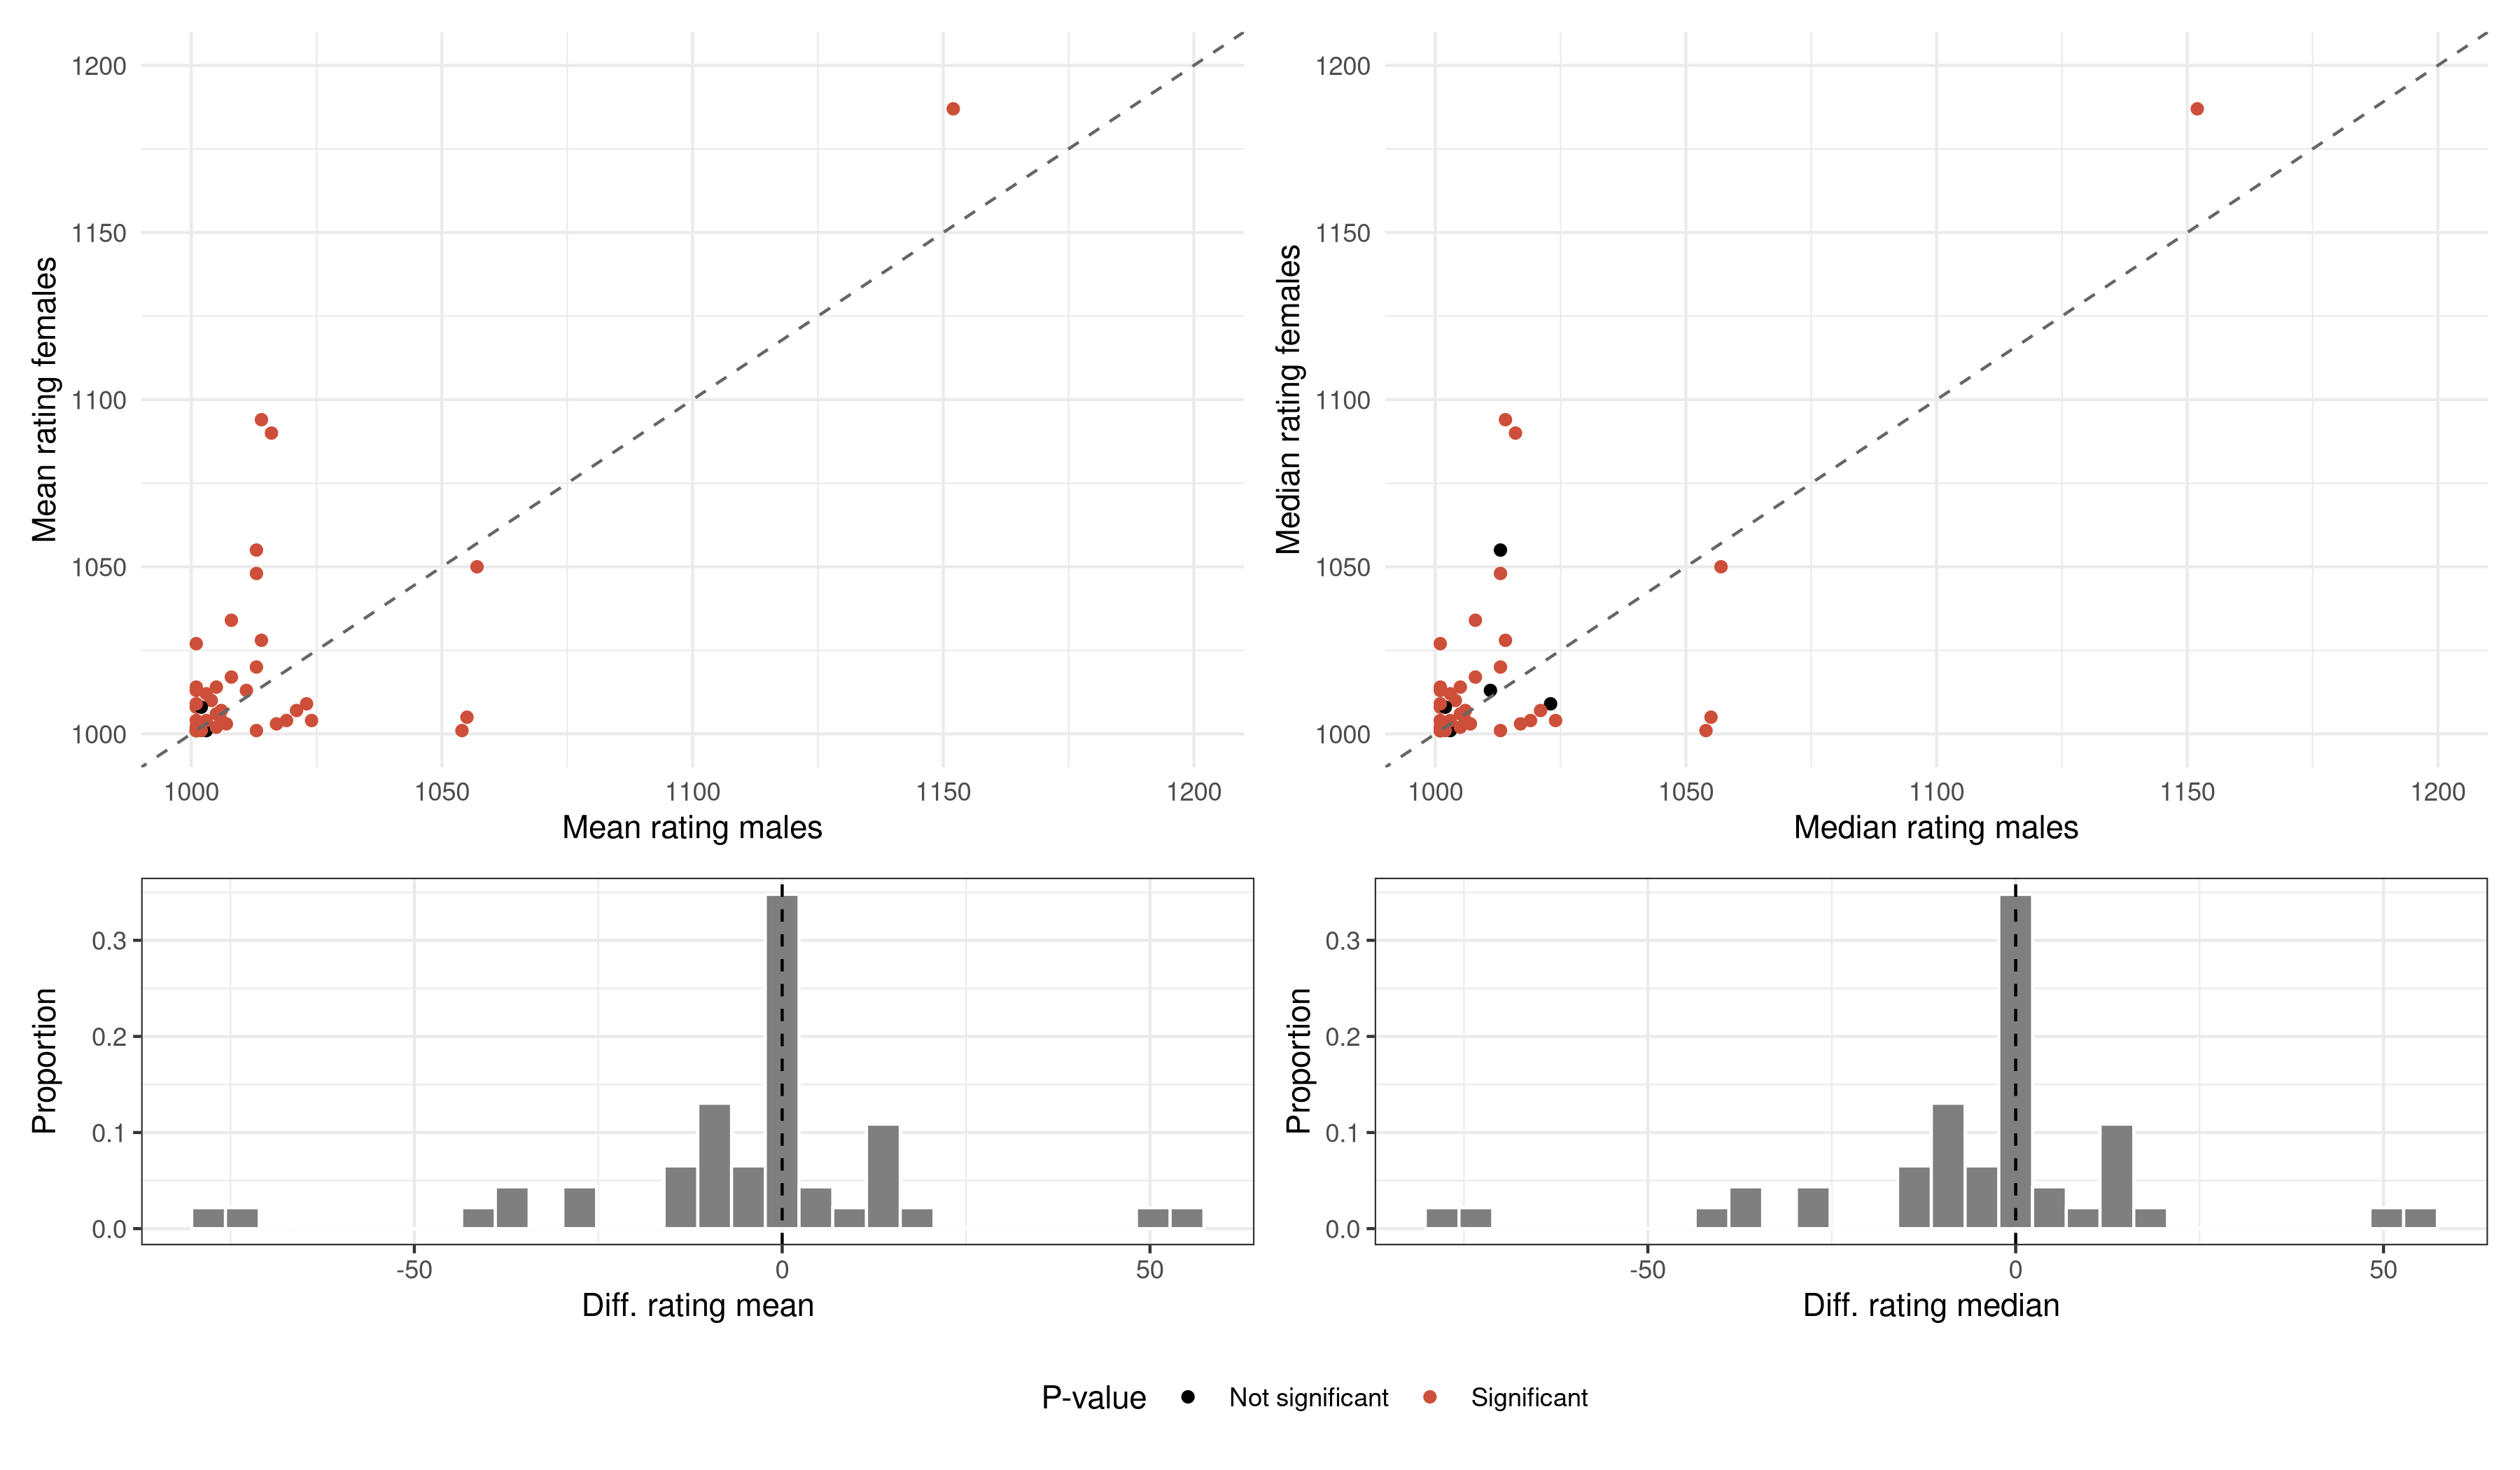 1200
1150
1100
1050
1000
Mean rating females
1000 1050 1100 1150 1200
Mean rating males
1200
1150
1100
1050
1000
Median rating females
1000 1050 1100 1150 1200
Median rating males
0.3
0.2
0.1
0.0
Proportion
-50 0 50
Diff. rating mean
0.3
0.2
0.1
0.0
Proportion
-50 0 50
Diff. rating median
P-value Not significant Significant